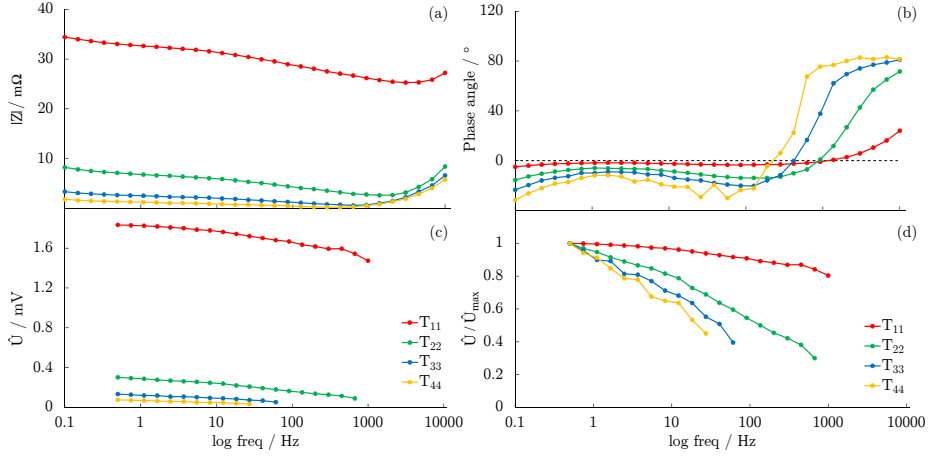 (a)
40
30
20
10
|Z|/ mΩ
(b)
120
80
40
0
-40
Phase angle / °
(c)
1.6
1.2
0.8
0.4
0
Û / mV
T11
T22
T33
T44
0.1 1 10 100 1000 10000
log freq / Hz
(d)
1
0.8
0.6
0.4
0.2
0
Û / Ûmax
T11
T22
T33
T44
0.1 1 10 100 1000 10000
log freq / Hz